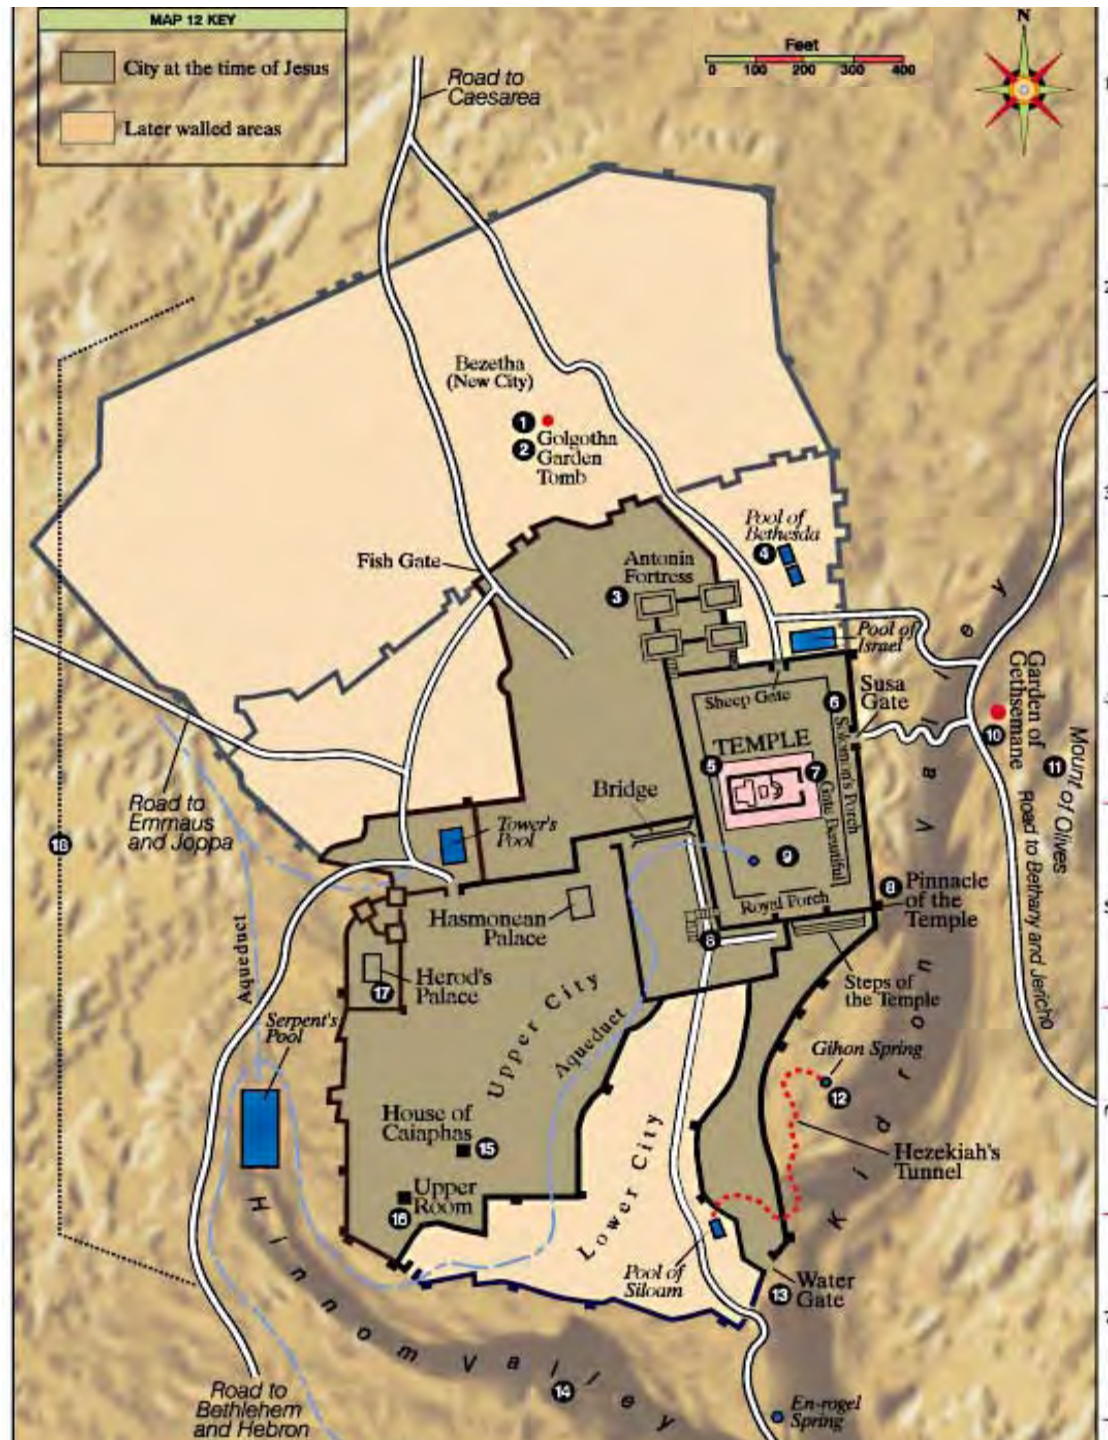 MAP 12 KEY
City at the time of Jesus
Later walled areas
Feet
0 100 200 300 400
N
Road to
Caesarea
Bezetha
(New City)
1
2
Golgotha
Garden
Tomb
Fish Gate
Antonia
Fortress
3
Pool of
Bethesda
4
Pool of
Israel
Sheep Gate
6
Susa
Gate
Solomon's Porch
TEMPLE
5
7
Gate Beautiful
9
Royal Porch
Bridge
Garden of
Gethsemane
10
11
Mount of Olives
Road to Bethany and Jericho
Road to
Emmaus
and Joppa
18
Tower's
Pool
Hasmonean
Palace
8
Pinnacle
of the
Temple
8
Steps of
the Temple
Herod's
Palace
17
Aqueduct
Serpent's
Pool
Upper City
Aqueduct
Gihon Spring
12
Hezekiah's
Tunnel
House of
Caiaphas
15
Upper
Room
16
Lower City
Pool of
Siloam
Water
Gate
13
Kidron Valley
Hinnom Valley
14
En-rogel
Spring
Road to
Bethlehem
and Hebron